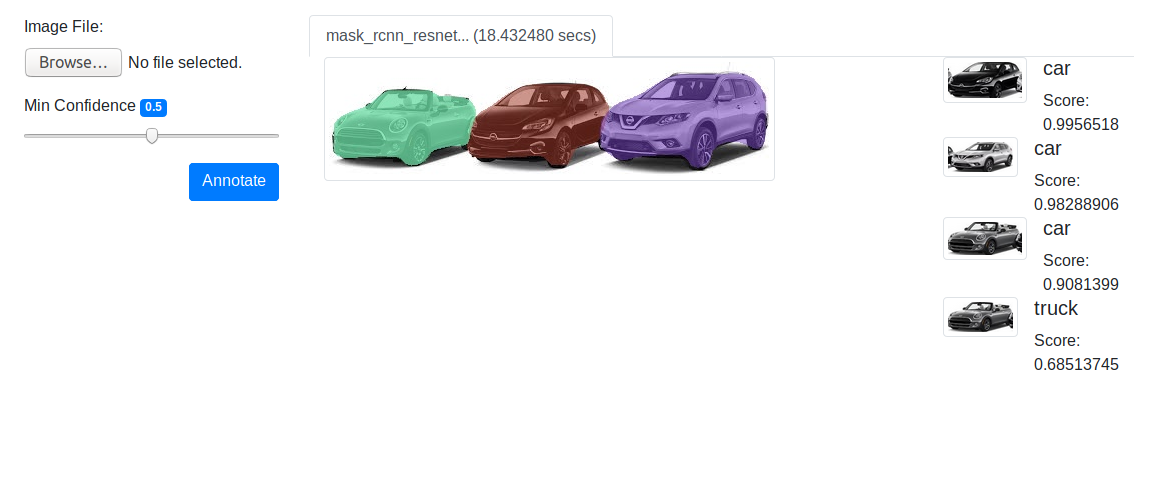 Image File:
Browse... No file selected.
Min Confidence 0.5
Annotate
mask_rcnn_resnet... (18.432480 secs)
car
Score:
0.9956518
car
Score:
0.98288906
car
Score:
0.9081399
truck
Score:
0.68513745